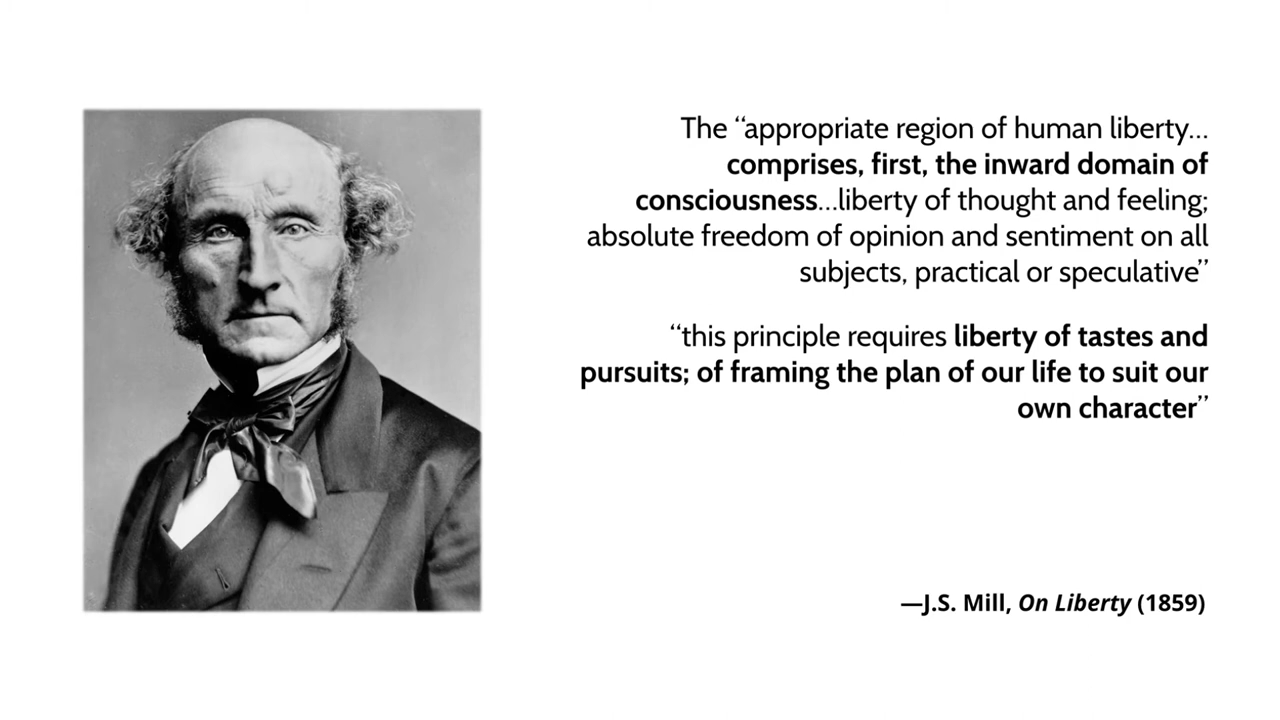 The “appropriate region of human liberty...
comprises, first, the inward domain of
consciousness...liberty of thought and feeling;
absolute freedom of opinion and sentiment on all
subjects, practical or speculative”
“this principle requires liberty of tastes and
pursuits; of framing the plan of our life to suit our
own character”
—J.S. Mill, On Liberty (1859)